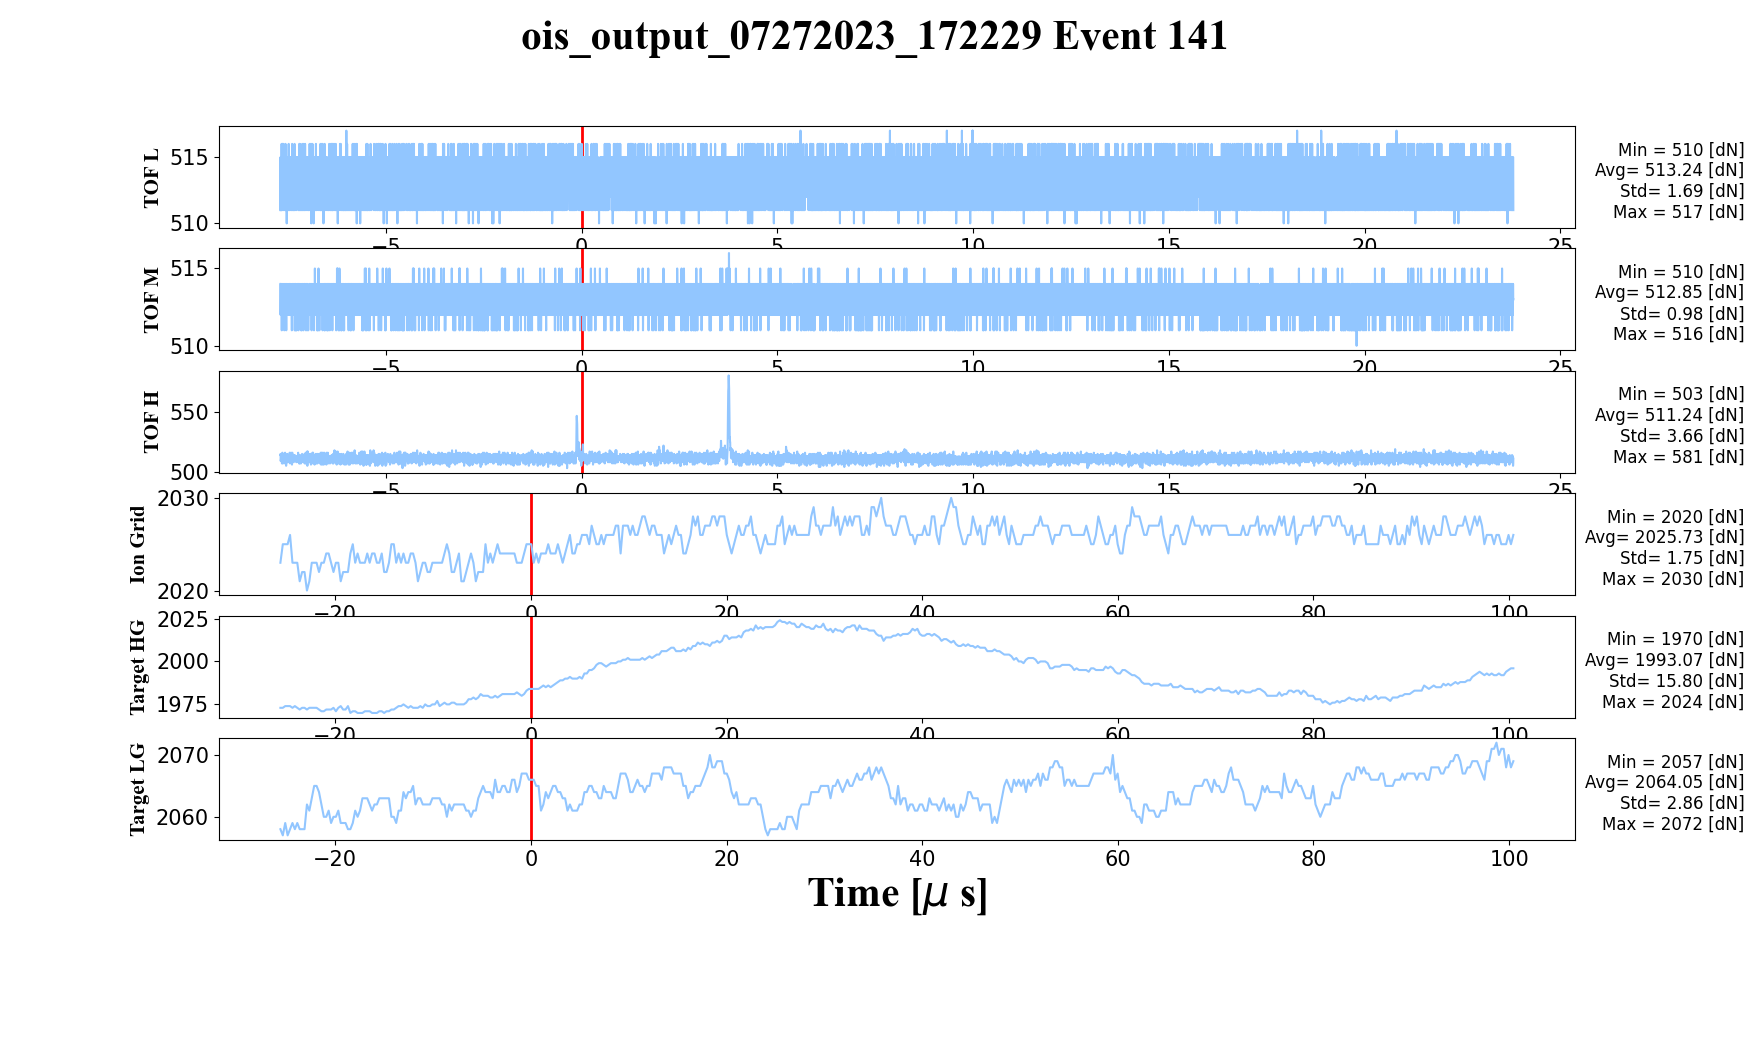 ois_output_07272023_172229 Event 141
TOF L
515
510
−5 0 5 10 15 20 25
Min = 510 [dN]
Avg= 513.24 [dN]
Std= 1.69 [dN]
Max = 517 [dN]
TOF M
515
510
−5 0 5 10 15 20 25
Min = 510 [dN]
Avg= 512.85 [dN]
Std= 0.98 [dN]
Max = 516 [dN]
TOF H
550
500
−5 0 5 10 15 20 25
Min = 503 [dN]
Avg= 511.24 [dN]
Std= 3.66 [dN]
Max = 581 [dN]
Ion Grid
2030
2020
−20 0 20 40 60 80 100
Min = 2020 [dN]
Avg= 2025.73 [dN]
Std= 1.75 [dN]
Max = 2030 [dN]
Target HG
2025
2000
1975
−20 0 20 40 60 80 100
Min = 1970 [dN]
Avg= 1993.07 [dN]
Std= 15.80 [dN]
Max = 2024 [dN]
Target LG
2070
2060
−20 0 20 40 60 80 100
Min = 2057 [dN]
Avg= 2064.05 [dN]
Std= 2.86 [dN]
Max = 2072 [dN]
Time [μ s]